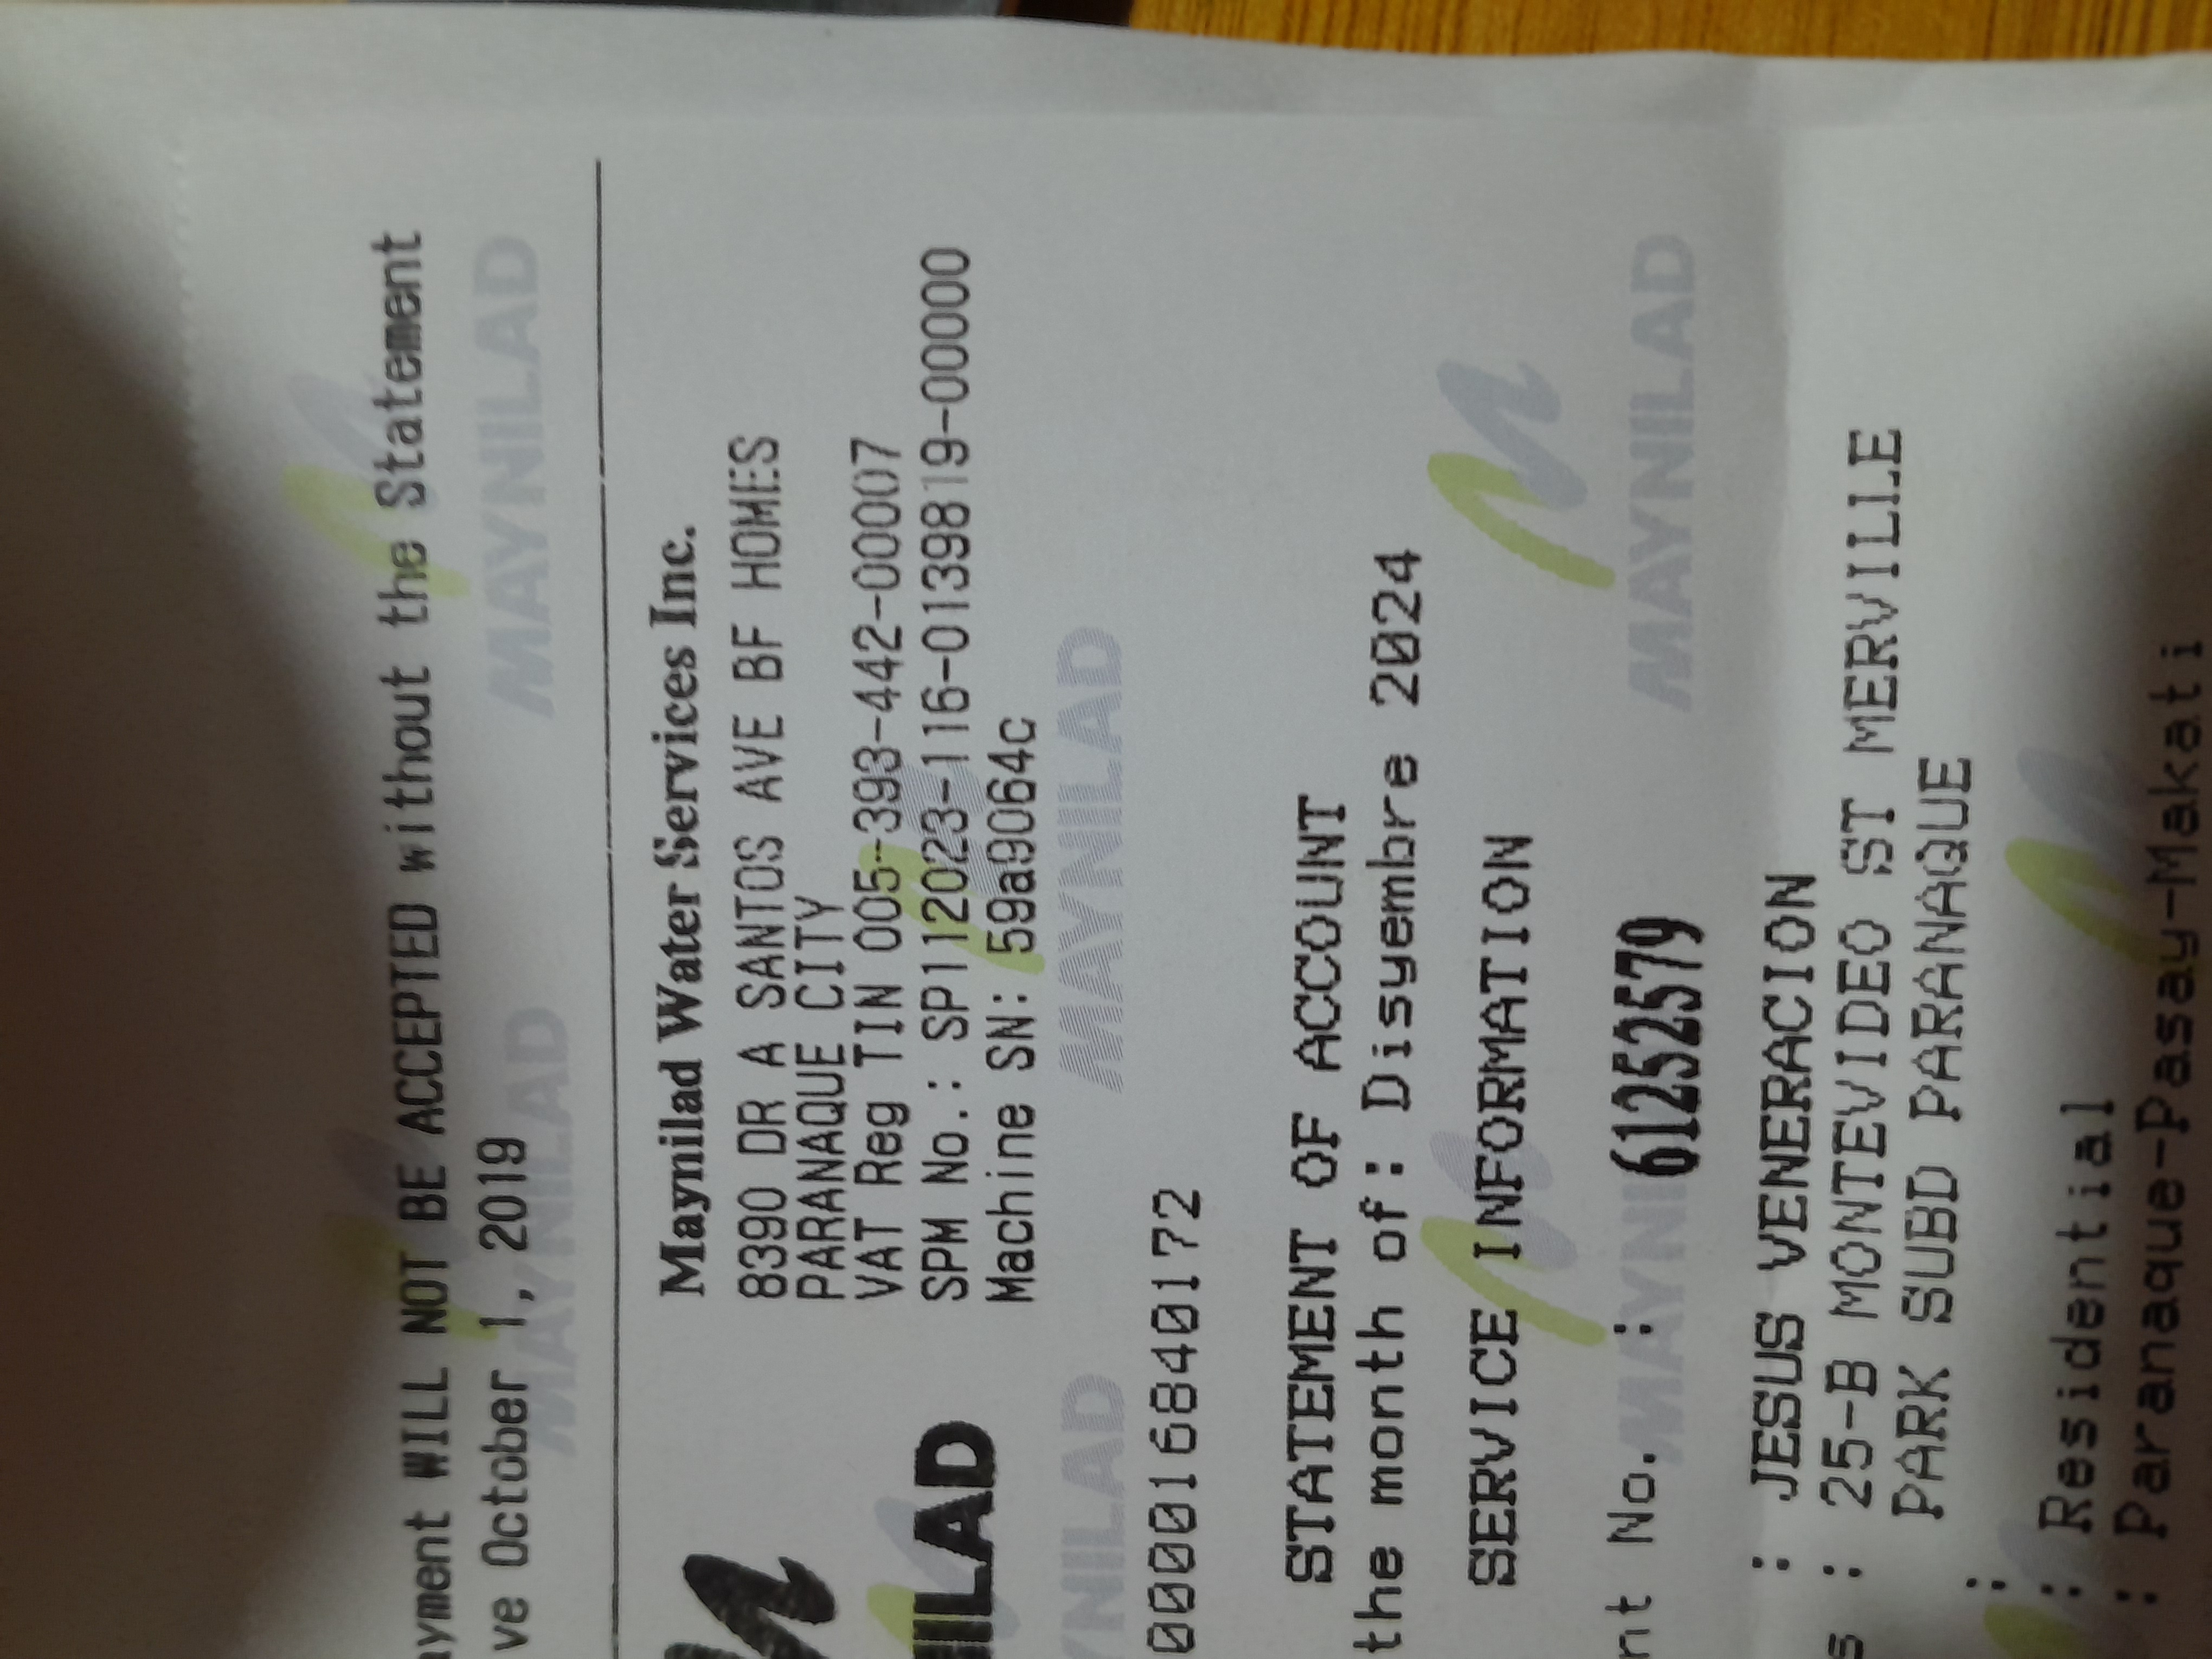 ayment WILL NOT BE ACCEPTED without the Statement
ve October 1, 2019
MAYNILAD MAYNILAD
Maynilad Water Services Inc.
8390 DR A SANTOS AVE BF HOMES
PARANAQUE CITY
VAT Reg TIN 005-393-442-00007
NILAD
SPM No.: SP112023-116-0139819-00000
Machine SN: 59a9064c
YNILAD MAYNILAD
000016840172
STATEMENT OF ACCOUNT
the month of: Disyembre 2024
SERVICE INFORMATION
nt No. : 61252579
MAYNILAD MAYNILAD
: JESUS VENERACION
s : 25-B MONTEVIDEO ST MERVILLE
PARK SUBD PARANAQUE
:
: Residential
: Paranaque-Pasay-Makati